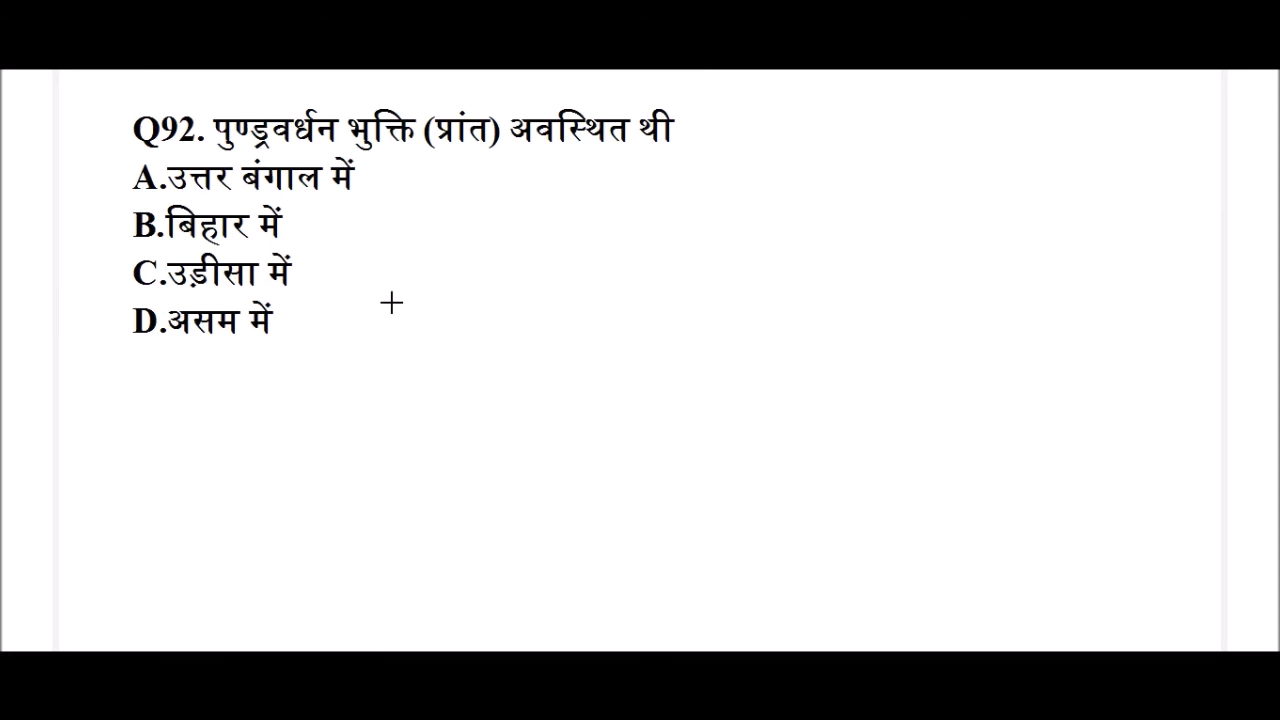 Q92. पुण्ड्रवर्धन भुक्ति (प्रांत) अवस्थित थी
A.उत्तर बंगाल में
B.बिहार में
C.उड़ीसा में
D.असम में